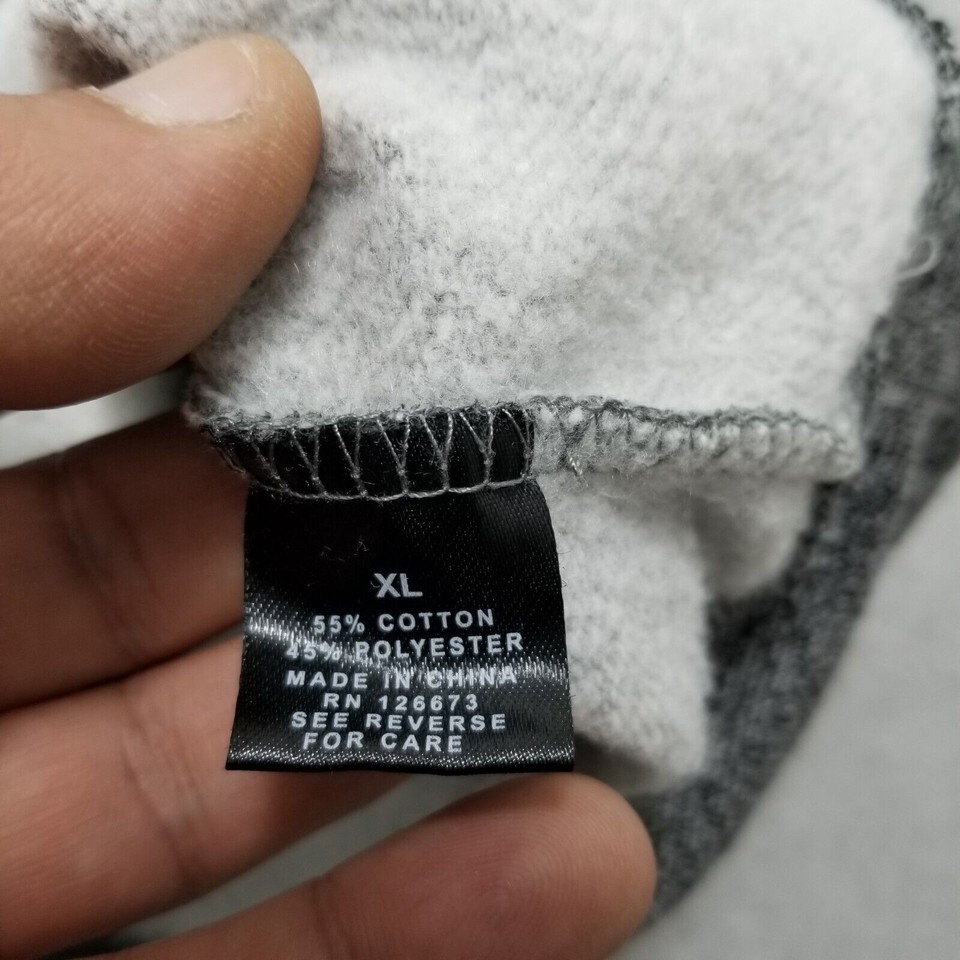 XL
55% COTTON
45% POLYESTER
MADE IN CHINA
RN 126673
SEE REVERSE
FOR CARE